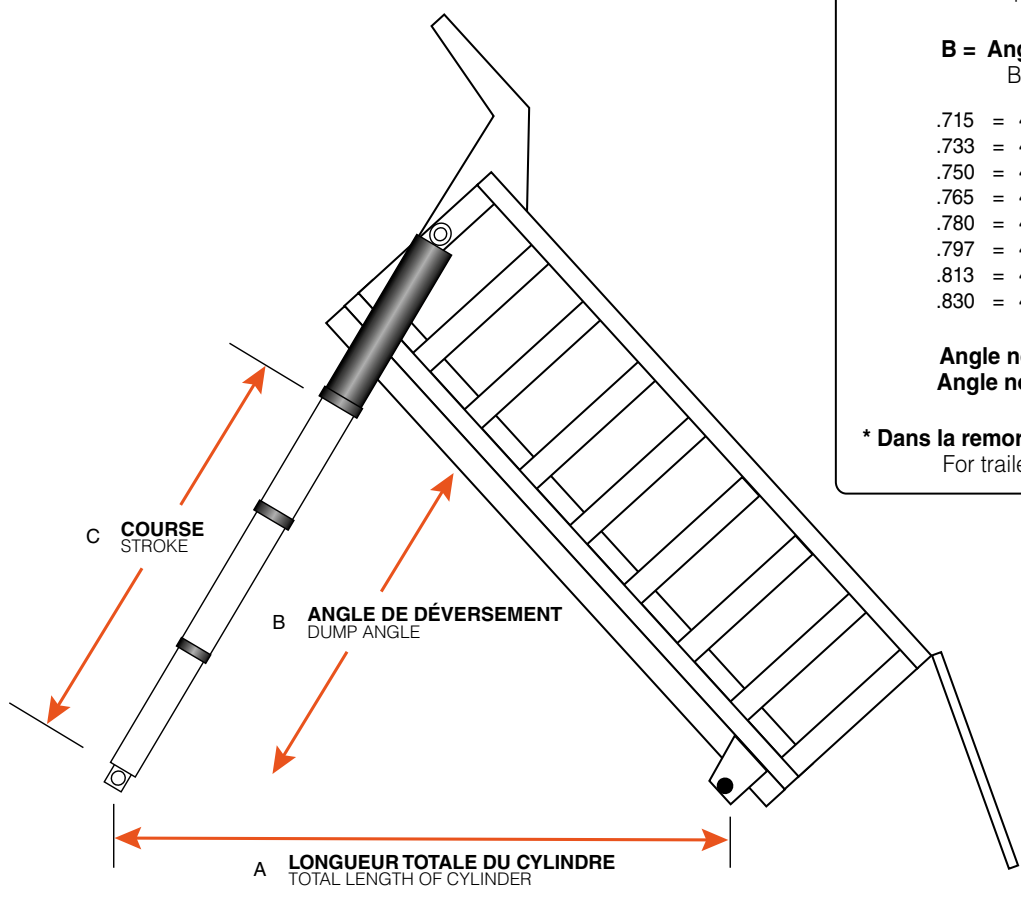 B = Ang
B
.715 =
.733 =
.750 =
.765 =
.780 =
.797 =
.813 =
.830 =
Angle n
Angle n
* Dans la remor
For traile
C COURSE
STROKE
B ANGLE DE DÉVERSEMENT
DUMP ANGLE
A LONGUEUR TOTALE DU CYLINDRE
TOTAL LENGTH OF CYLINDER